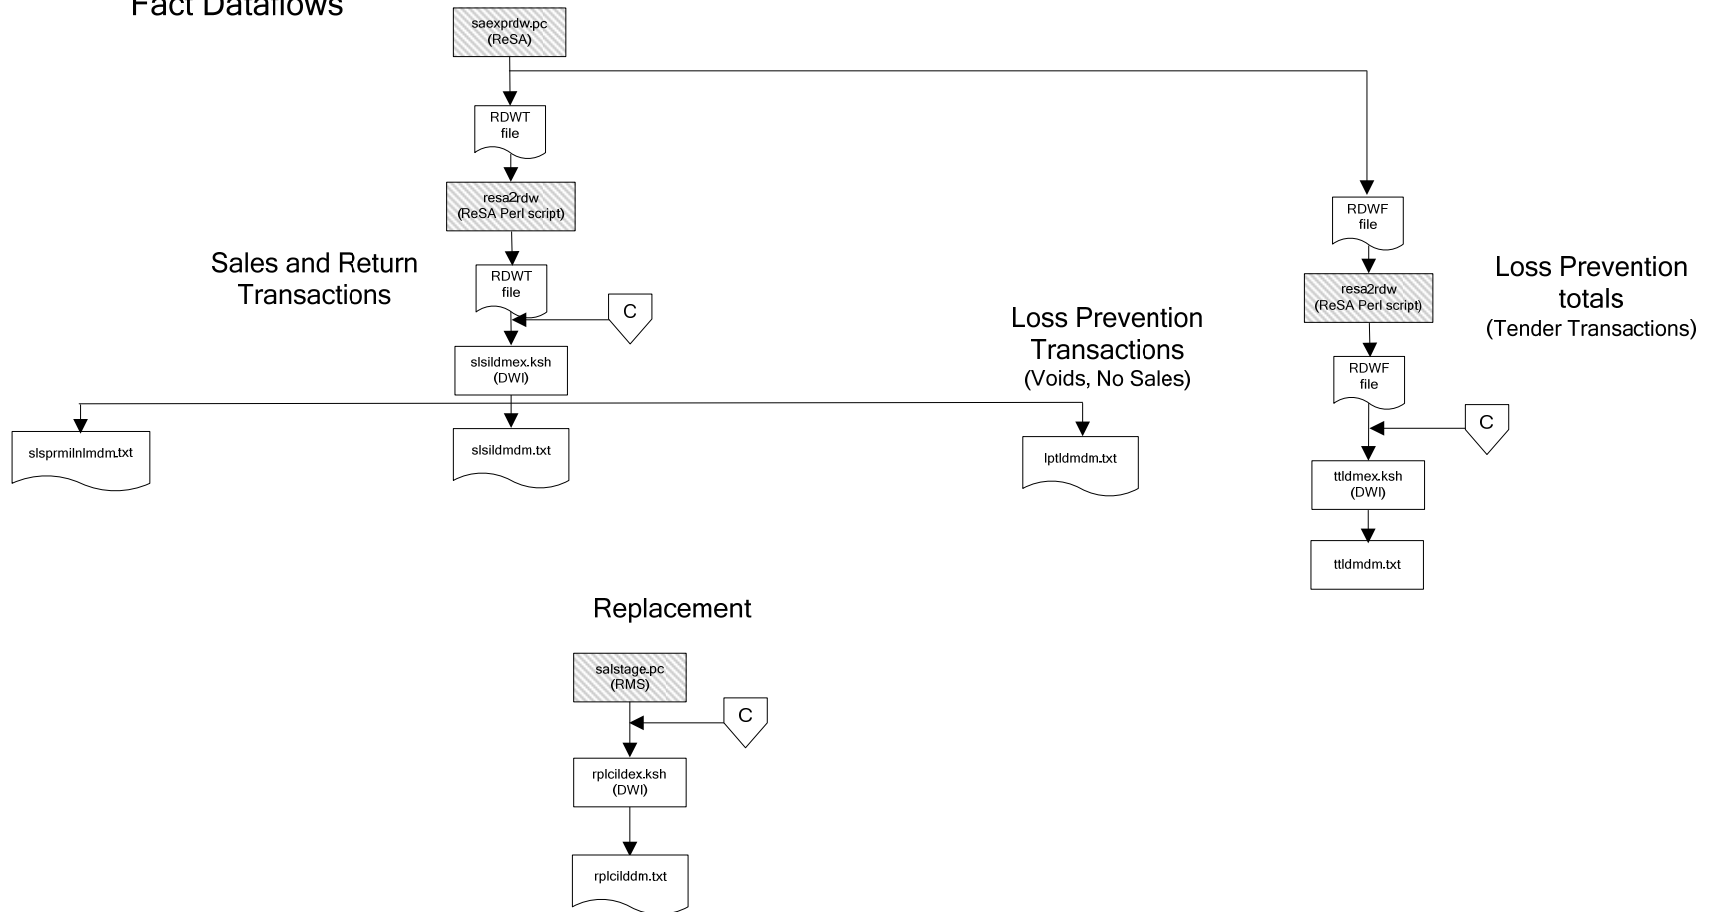 Fact Dataflows
saexprdw.pc
(ReSA)
RDWT
file
resa2rdw
(ReSA Perl script)
Sales and Return
Transactions
RDWT
file
C
slsildmex.ksh
(DWI)
slsprmilnlmdm.txt
slsildmdm.txt
Loss Prevention
Transactions
(Voids, No Sales)
lptldmdm.txt
RDWF
file
resa2rdw
(ReSA Perl script)
Loss Prevention
totals
(Tender Transactions)
RDWF
file
C
ttldmex.ksh
(DWI)
ttldmdm.txt
Replacement
salstage.pc
(RMS)
C
rplcildex.ksh
(DWI)
rplcilddm.txt